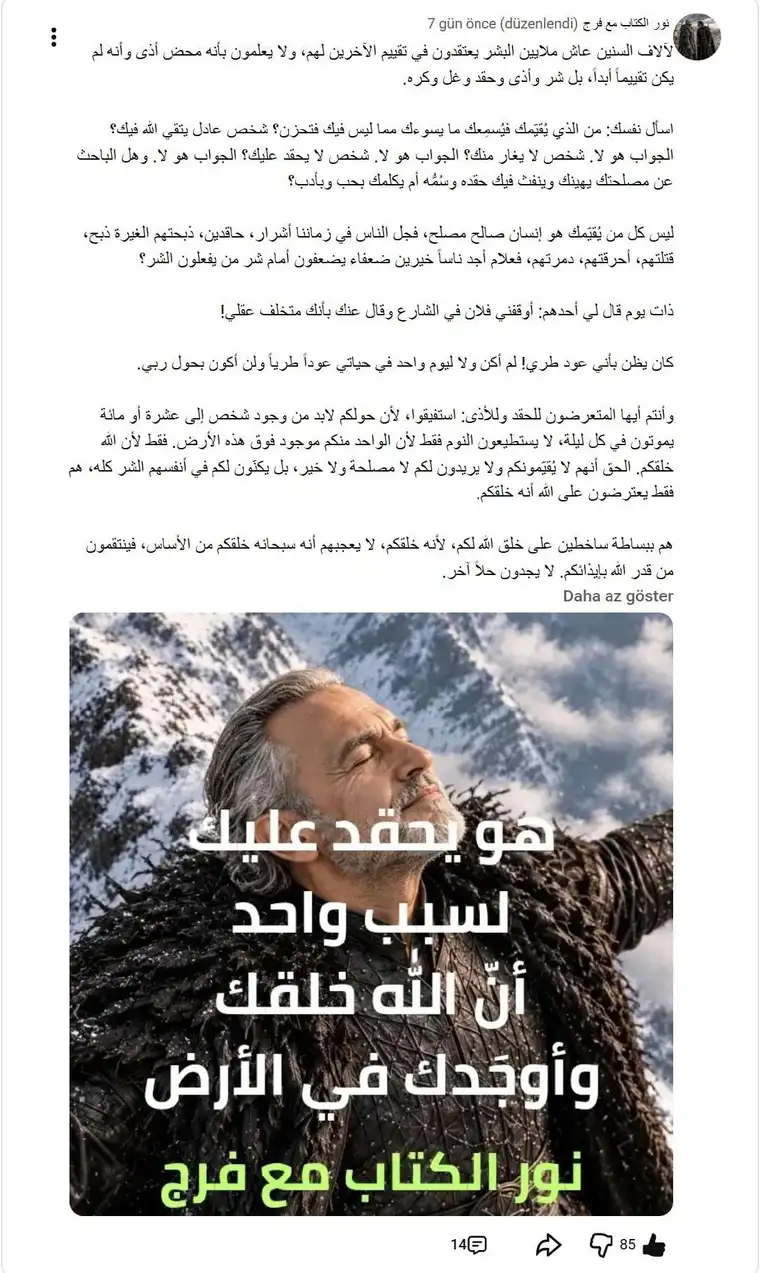 نور الكتاب مع فرج 7 gün önce (düzenlendi)
لآلاف السنين عاش ملايين البشر يعتقدون في تقييم الآخرين لهم، ولا يعلمون بأنه محض أذى وأنه لم
يكن تقييماً أبداً، بل شر وأذى وحقد وغل وكره.
اسأل نفسك: من الذي يُقيّمك فيُسمِعك ما يسوءك مما ليس فيك فتحزن؟ شخص عادل يتقي الله فيك؟
الجواب هو لا. شخص لا يغار منك؟ الجواب هو لا. شخص لا يحقد عليك؟ الجواب هو لا. وهل الباحث
عن مصلحتك يهينك وينفث فيك حقده وسُمُّه أم يكلمك بحب وبأدب؟
ليس كل من يُقيّمك هو إنسان صالح مصلح، فجل الناس في زماننا أشرار، حاقدين، ذبحتهم الغيرة ذبح،
قتلتهم، أحرقتهم، دمرتهم، فعلام أجد ناساً خيرين ضعفاء يضعفون أمام شر من يفعلون الشر؟
ذات يوم قال لي أحدهم: أوقفني فلان في الشارع وقال عنك بأنك متخلف عقلي!
كان يظن بأني عود طري! لم أكن ولا ليوم واحد في حياتي عوداً طرياً ولن أكون بحول ربي.
وأنتم أيها المتعرضون للحقد وللأذى: استفيقوا، لأن حولكم لابد من وجود شخص إلى عشرة أو مائة
يموتون في كل ليلة، لا يستطيعون النوم فقط لأن الواحد منكم موجود فوق هذه الأرض. فقط لأن الله
خلقكم. الحق أنهم لا يُقيّمونكم ولا يريدون لكم لا مصلحة ولا خير، بل يكنّون لكم في أنفسهم الشر كله، هم
فقط يعترضون على الله أنه خلقكم.
هم ببساطة ساخطين على خلق الله لكم، لأنه خلقكم، لا يعجبهم أنه سبحانه خلقكم من الأساس، فينتقمون
من قدر الله بإيذائكم. لا يجدون حلاً آخر.
Daha az göster
هو يحقد عليك
لسبب واحد
أنّ الله خلقك
وأوجَدك في الأرض
نور الكتاب مع فرج
85 14